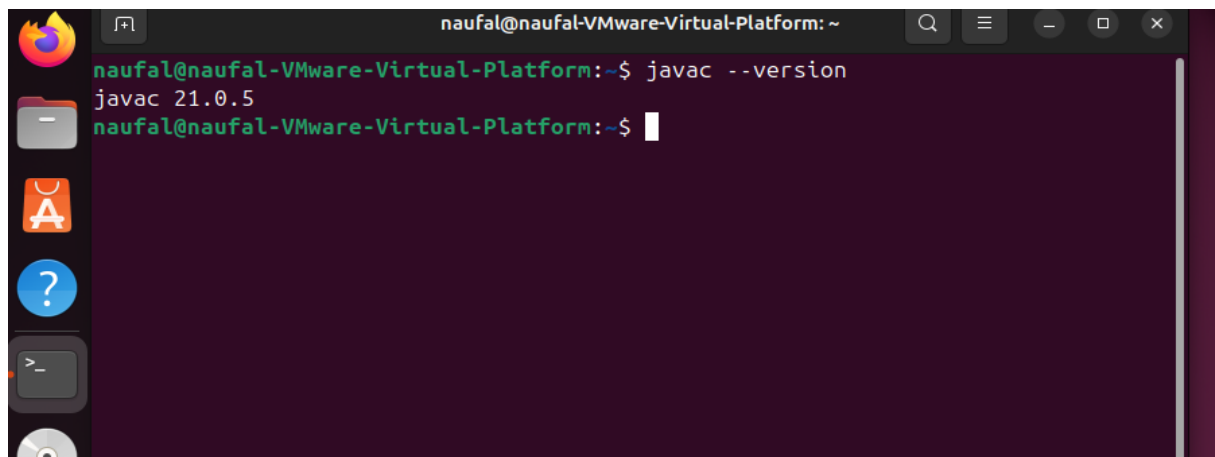 naufal@naufal-VMware-Virtual-Platform: ~
naufal@naufal-VMware-Virtual-Platform:~$ javac --version
javac 21.0.5
naufal@naufal-VMware-Virtual-Platform:~$